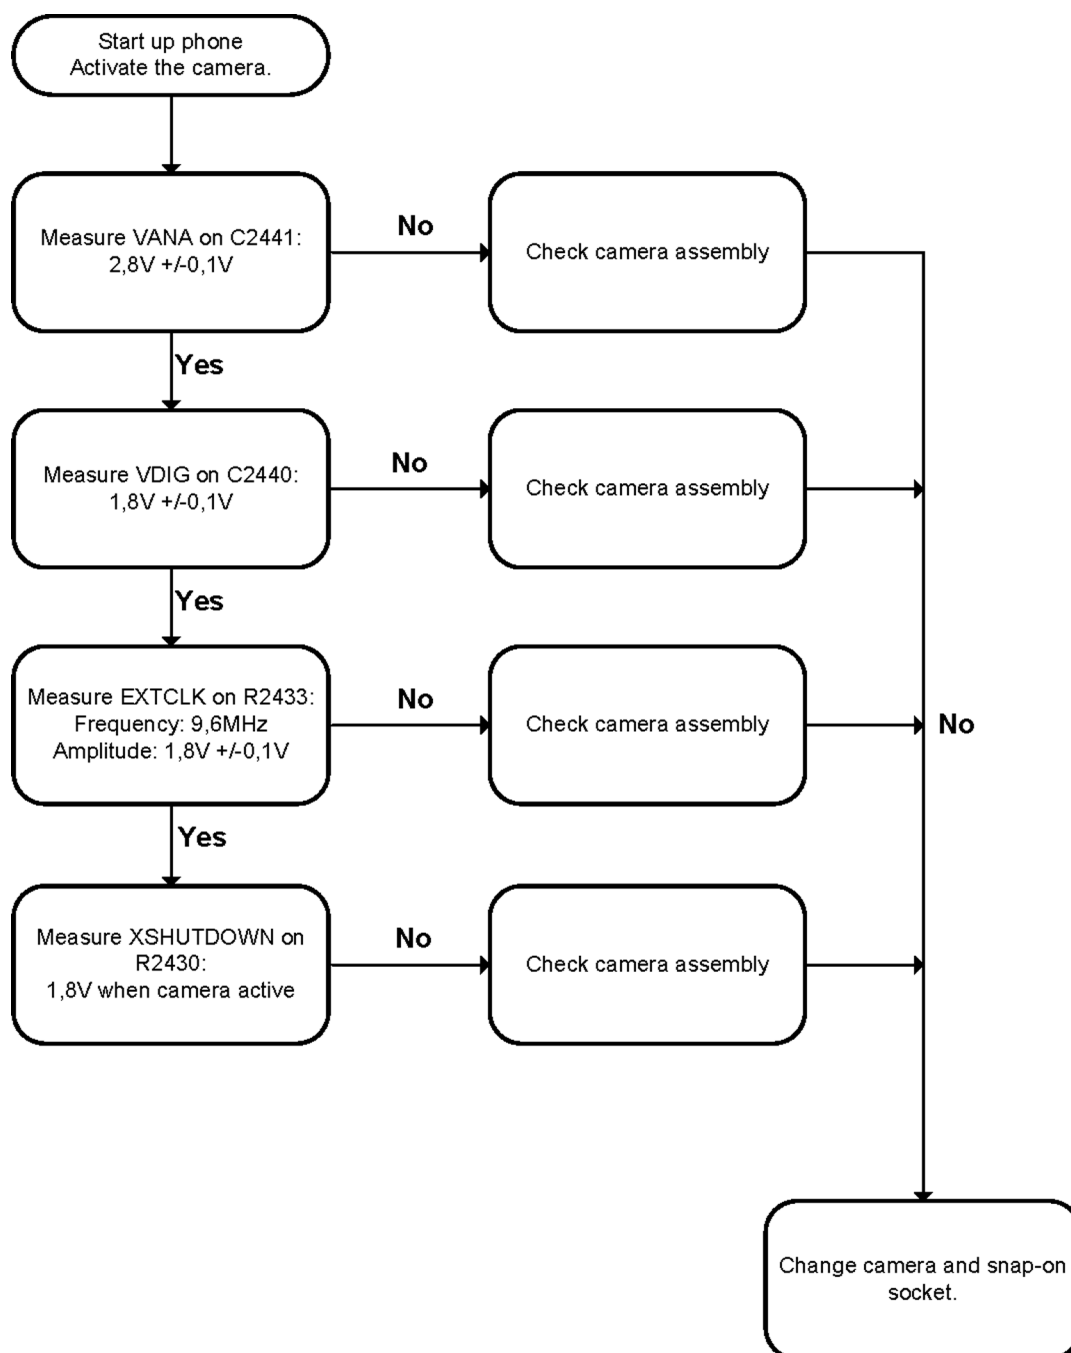 Start up phone
Activate the camera.
Measure VANA on C2441:
2,8V +/-0,1V
No
Check camera assembly
Yes
Measure VDIG on C2440:
1,8V +/-0,1V
No
Check camera assembly
Yes
Measure EXTCLK on R2433:
Frequency: 9,6MHz
Amplitude: 1,8V +/-0,1V
No
Check camera assembly
No
Yes
Measure XSHUTDOWN on
R2430:
1,8V when camera active
No
Check camera assembly
Change camera and snap-on
socket.